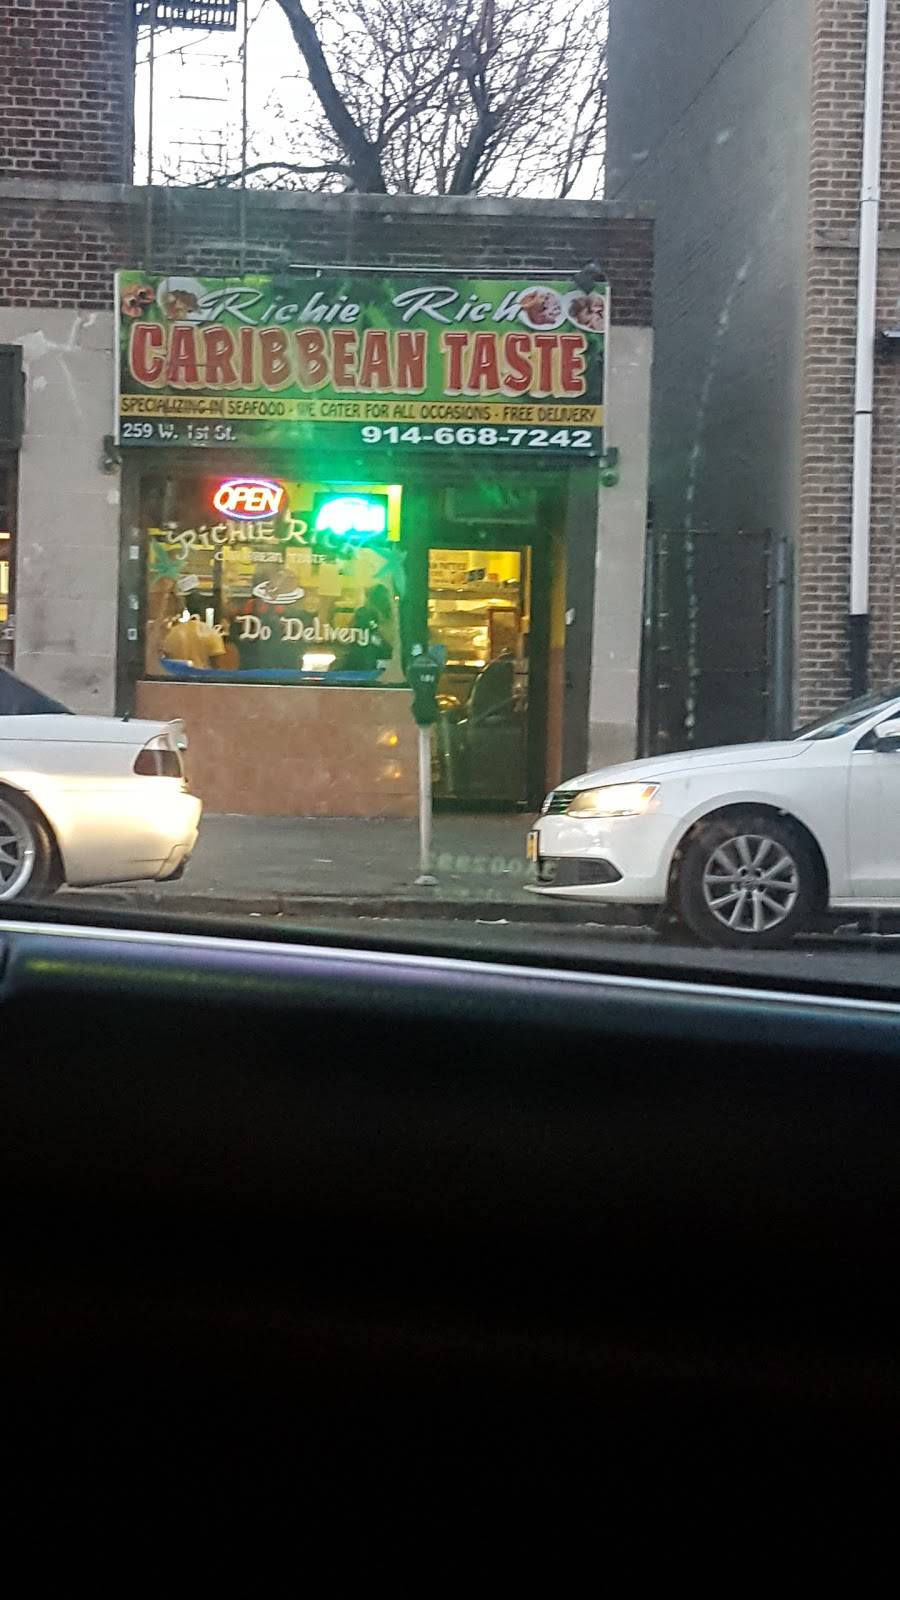 Richie Rich
CARIBBEAN TASTE
SPECIALIZING IN SEAFOOD - WE CATER FOR ALL OCCASIONS - FREE DELIVERY
259 W. 1st St. 914-668-7242
OPEN
RICHIE RICH
CARIBBEAN TASTE
We Do Delivery